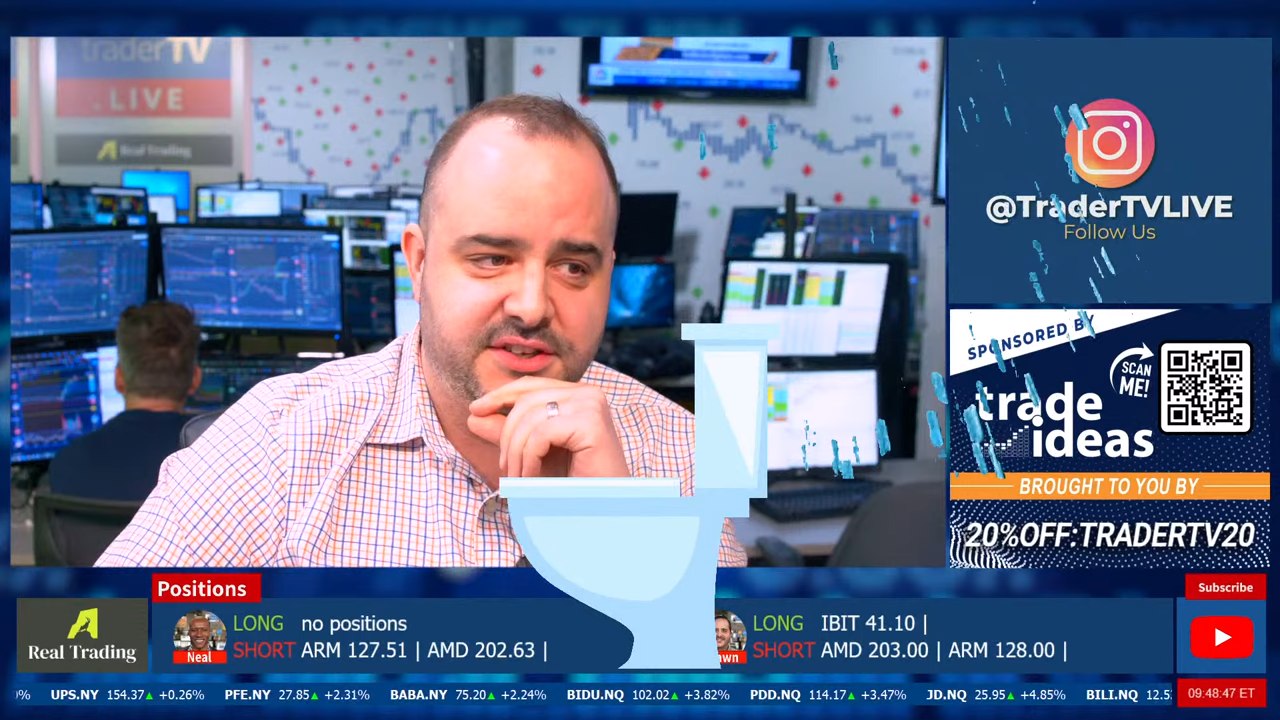 traderTV
.LIVE
Real Trading
@TraderTVLIVE
Follow Us
SPONSORED BY
SCAN
ME!
trade
ideas
BROUGHT TO YOU BY
20%OFF:TRADERTV20
Positions
Subscribe
LONG no positions
SHORT ARM 127.51 | AMD 202.63 |
Neal
LONG IBIT 41.10 |
SHORT AMD 203.00 | ARM 128.00 |
Real Trading
UPS.NY 154.37▲ +0.26% PFE.NY 27.85▲ +2.31% BABA.NY 75.20▲ +2.24% BIDU.NQ 102.02▲ +3.82% PDD.NQ 114.17▲ +3.47% JD.NQ 25.95▲ +4.85% BILI.NQ
09:48:47 ET